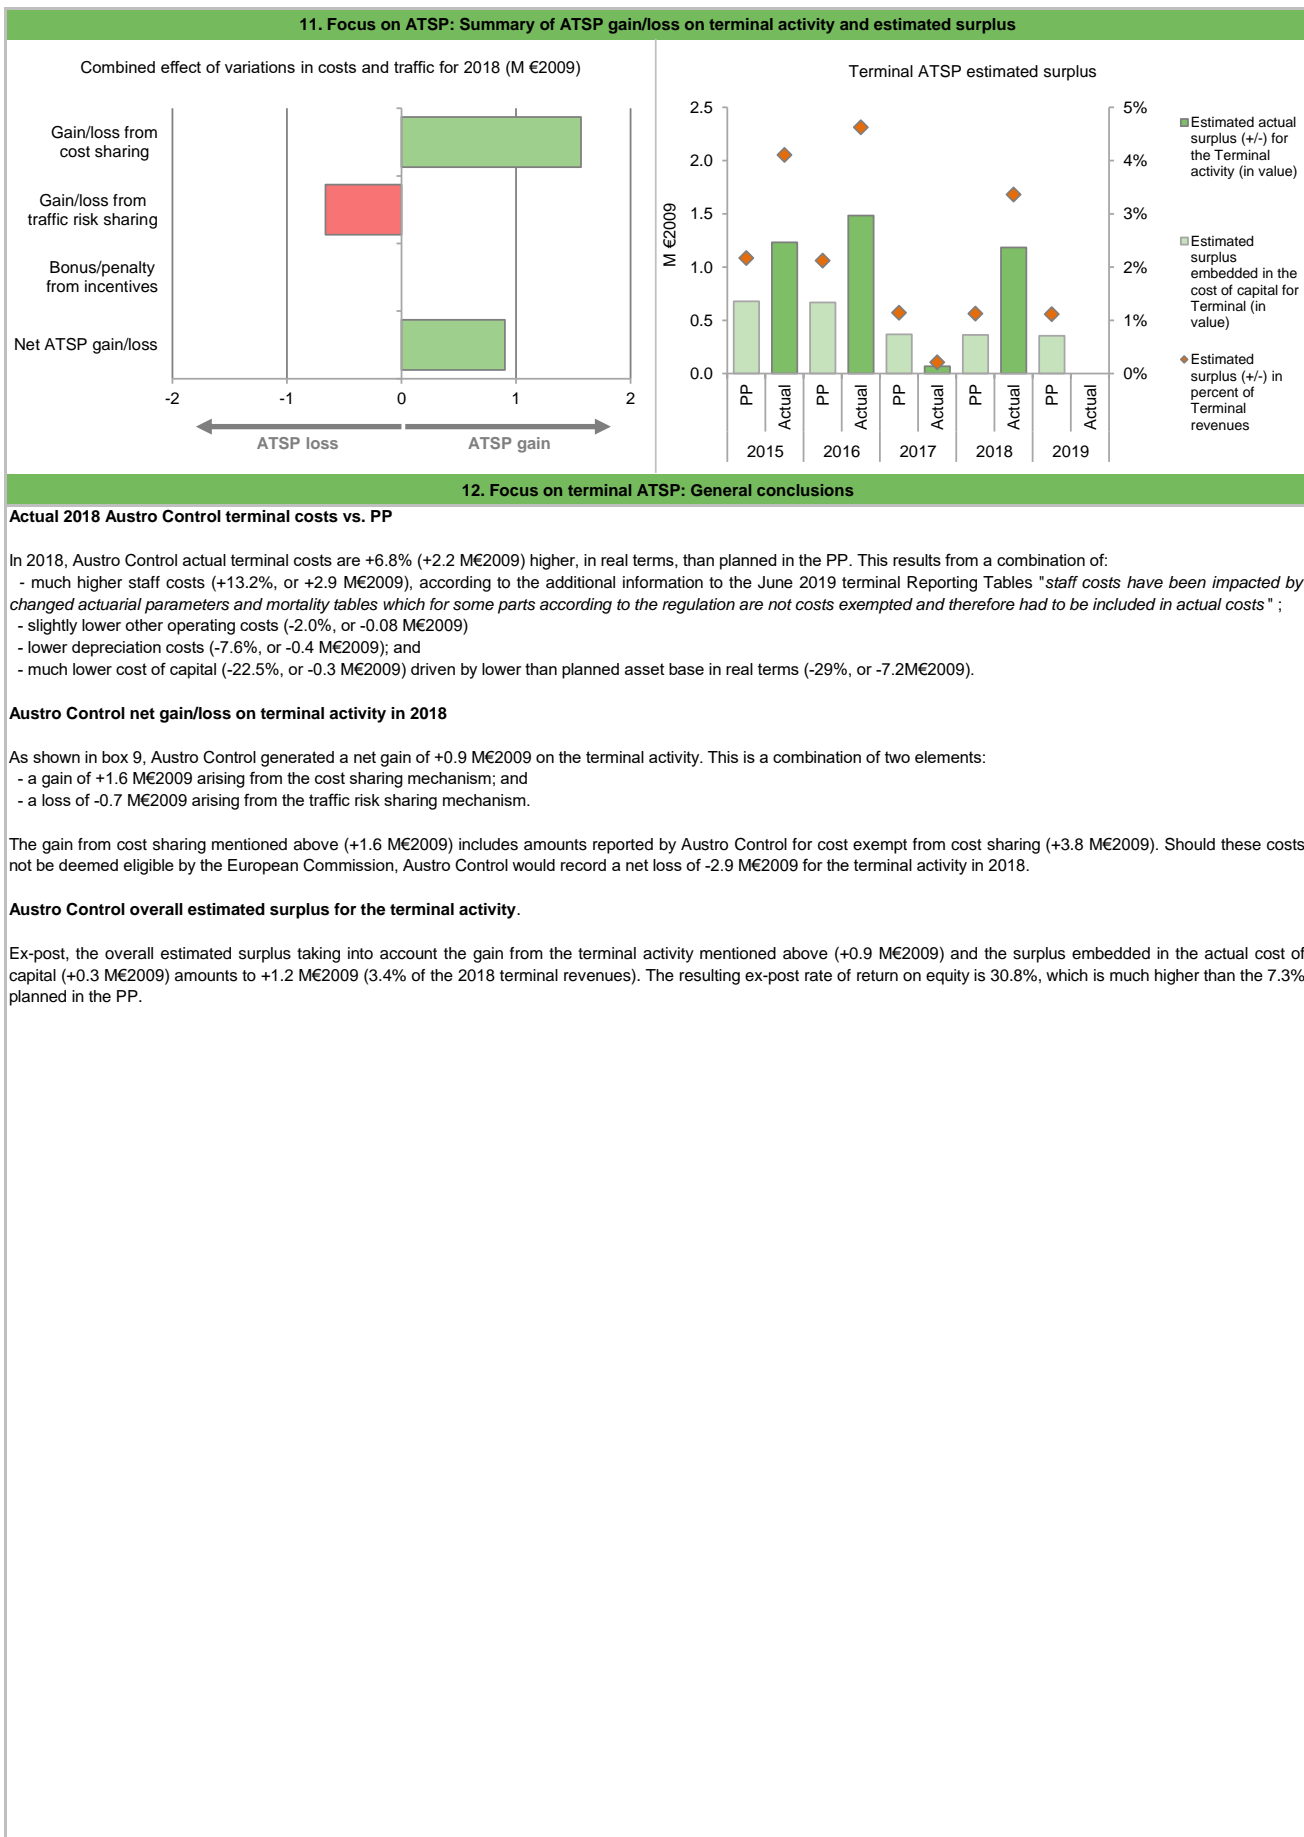 11. Focus on ATSP: Summary of ATSP gain/loss on terminal activity and estimated surplus
Combined effect of variations in costs and traffic for 2018 (M €2009)
Gain/loss from
cost sharing
Gain/loss from
traffic risk sharing
Bonus/penalty
from incentives
Net ATSP gain/loss
-2
-1
0
1
2
ATSP loss
ATSP gain
Terminal ATSP estimated surplus
M €2009
2.5
2.0
1.5
1.0
0.5
0.0
5%
4%
3%
2%
1%
0%
PP
Actual
PP
Actual
PP
Actual
PP
Actual
PP
Actual
2015
2016
2017
2018
2019
Estimated actual
surplus (+/-) for
the Terminal
activity (in value)
Estimated
surplus
embedded in the
cost of capital for
Terminal (in
value)
Estimated
surplus (+/-) in
percent of
Terminal
revenues
12. Focus on terminal ATSP: General conclusions
Actual 2018 Austro Control terminal costs vs. PP
In 2018, Austro Control actual terminal costs are +6.8% (+2.2 M€2009) higher, in real terms, than planned in the PP. This results from a combination of:
- much higher staff costs (+13.2%, or +2.9 M€2009), according to the additional information to the June 2019 terminal Reporting Tables "staff costs have been impacted by
changed actuarial parameters and mortality tables which for some parts according to the regulation are not costs exempted and therefore had to be included in actual costs" ;
- slightly lower other operating costs (-2.0%, or -0.08 M€2009)
- lower depreciation costs (-7.6%, or -0.4 M€2009); and
- much lower cost of capital (-22.5%, or -0.3 M€2009) driven by lower than planned asset base in real terms (-29%, or -7.2M€2009).
Austro Control net gain/loss on terminal activity in 2018
As shown in box 9, Austro Control generated a net gain of +0.9 M€2009 on the terminal activity. This is a combination of two elements:
- a gain of +1.6 M€2009 arising from the cost sharing mechanism; and
- a loss of -0.7 M€2009 arising from the traffic risk sharing mechanism.
The gain from cost sharing mentioned above (+1.6 M€2009) includes amounts reported by Austro Control for cost exempt from cost sharing (+3.8 M€2009). Should these costs
not be deemed eligible by the European Commission, Austro Control would record a net loss of -2.9 M€2009 for the terminal activity in 2018.
Austro Control overall estimated surplus for the terminal activity.
Ex-post, the overall estimated surplus taking into account the gain from the terminal activity mentioned above (+0.9 M€2009) and the surplus embedded in the actual cost of
capital (+0.3 M€2009) amounts to +1.2 M€2009 (3.4% of the 2018 terminal revenues). The resulting ex-post rate of return on equity is 30.8%, which is much higher than the 7.3%
planned in the PP.